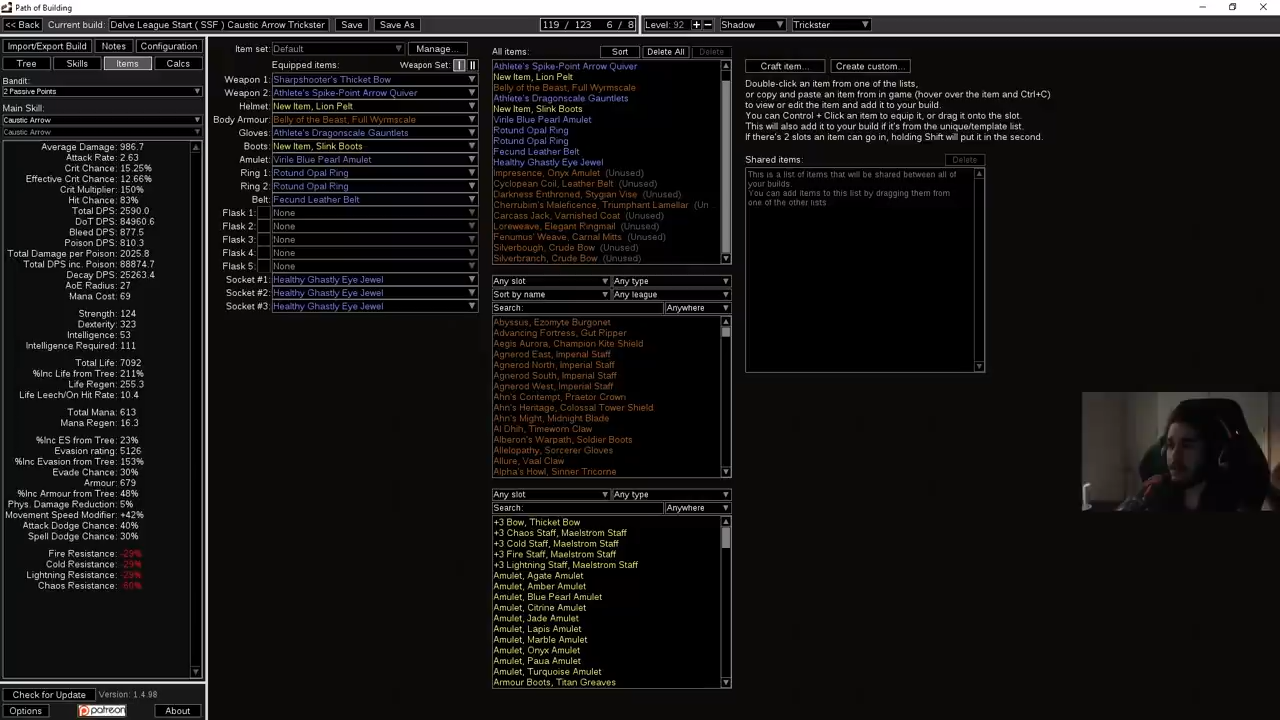 Path of Building
<< Back Current build: Delve League Start ( SSF ) Caustic Arrow Trickster Save Save As 119 / 123 6 / 8 Level: 92 + - Shadow Trickster
Import/Export Build Notes Configuration
Tree Skills Items Calcs
Bandit:
2 Passive Points
Main Skill:
Caustic Arrow
Caustic Arrow
Average Damage: 986.7
Attack Rate: 2.63
Crit Chance: 15.25%
Effective Crit Chance: 12.66%
Crit Multiplier: 150%
Hit Chance: 83%
Total DPS: 2590.0
DoT DPS: 84960.6
Bleed DPS: 877.5
Poison DPS: 810.3
Total Damage per Poison: 2025.8
Total DPS inc. Poison: 88874.7
Decay DPS: 25263.4
AoE Radius: 27
Mana Cost: 69
Strength: 124
Dexterity: 323
Intelligence: 53
Intelligence Required: 111
Total Life: 7092
%Inc Life from Tree: 211%
Life Regen: 255.3
Life Leech/On Hit Rate: 10.4
Total Mana: 613
Mana Regen: 16.3
%Inc ES from Tree: 23%
Evasion rating: 5126
%Inc Evasion from Tree: 153%
Evade Chance: 30%
Armour: 679
%Inc Armour from Tree: 48%
Phys. Damage Reduction: 5%
Movement Speed Modifier: +42%
Attack Dodge Chance: 40%
Spell Dodge Chance: 30%
Fire Resistance: -29%
Cold Resistance: -29%
Lightning Resistance: -29%
Chaos Resistance: -60%
Check for Update Version: 1.4.98
Options patreon About
Item set: Default Manage...
Equipped items: Weapon Set: I II
Weapon 1: Sharpshooter's Thicket Bow
Weapon 2: Athlete's Spike-Point Arrow Quiver
Helmet: New Item, Lion Pelt
Body Armour: Belly of the Beast, Full Wyrmscale
Gloves: Athlete's Dragonscale Gauntlets
Boots: New Item, Slink Boots
Amulet: Virile Blue Pearl Amulet
Ring 1: Rotund Opal Ring
Ring 2: Rotund Opal Ring
Belt: Fecund Leather Belt
Flask 1: None
Flask 2: None
Flask 3: None
Flask 4: None
Flask 5: None
Socket #1: Healthy Ghastly Eye Jewel
Socket #2: Healthy Ghastly Eye Jewel
Socket #3: Healthy Ghastly Eye Jewel
All items: Sort Delete All Delete
Athlete's Spike-Point Arrow Quiver
New Item, Lion Pelt
Belly of the Beast, Full Wyrmscale
Athlete's Dragonscale Gauntlets
New Item, Slink Boots
Virile Blue Pearl Amulet
Rotund Opal Ring
Rotund Opal Ring
Fecund Leather Belt
Healthy Ghastly Eye Jewel
Impresence, Onyx Amulet (Unused)
Cyclopean Coil, Leather Belt (Unused)
Darkness Enthroned, Stygian Vise (Unused)
Cherrubim's Maleficence, Triumphant Lamellar (Un
Carcass Jack, Varnished Coat (Unused)
Loreweave, Elegant Ringmail (Unused)
Fenumus' Weave, Carnal Mitts (Unused)
Silverbough, Crude Bow (Unused)
Silverbranch, Crude Bow (Unused)
Any slot Any type
Sort by name Any league
Search: Anywhere
Abyssus, Ezomyte Burgonet
Advancing Fortress, Gut Ripper
Aegis Aurora, Champion Kite Shield
Agnerod East, Imperial Staff
Agnerod North, Imperial Staff
Agnerod South, Imperial Staff
Agnerod West, Imperial Staff
Ahn's Contempt, Praetor Crown
Ahn's Heritage, Colossal Tower Shield
Ahn's Might, Midnight Blade
Al Dhih, Timeworn Claw
Alberon's Warpath, Soldier Boots
Allelopathy, Sorcerer Gloves
Allure, Vaal Claw
Alpha's Howl, Sinner Tricorne
Any slot Any type
Search: Anywhere
+3 Bow, Thicket Bow
+3 Chaos Staff, Maelstrom Staff
+3 Cold Staff, Maelstrom Staff
+3 Fire Staff, Maelstrom Staff
+3 Lightning Staff, Maelstrom Staff
Amulet, Agate Amulet
Amulet, Amber Amulet
Amulet, Blue Pearl Amulet
Amulet, Citrine Amulet
Amulet, Jade Amulet
Amulet, Lapis Amulet
Amulet, Marble Amulet
Amulet, Onyx Amulet
Amulet, Paua Amulet
Amulet, Turquoise Amulet
Armour Boots, Titan Greaves
Craft item... Create custom...
Double-click an item from one of the lists,
or copy and paste an item from in game (hover over the item and Ctrl+C)
to view or edit the item and add it to your build.
You can Control + Click an item to equip it, or drag it onto the slot.
This will also add it to your build if it's from the unique/template list.
If there's 2 slots an item can go in, holding Shift will put it in the second.
Shared items: Delete
This is a list of items that will be shared between all of
your builds.
You can add items to this list by dragging them from
one of the other lists.